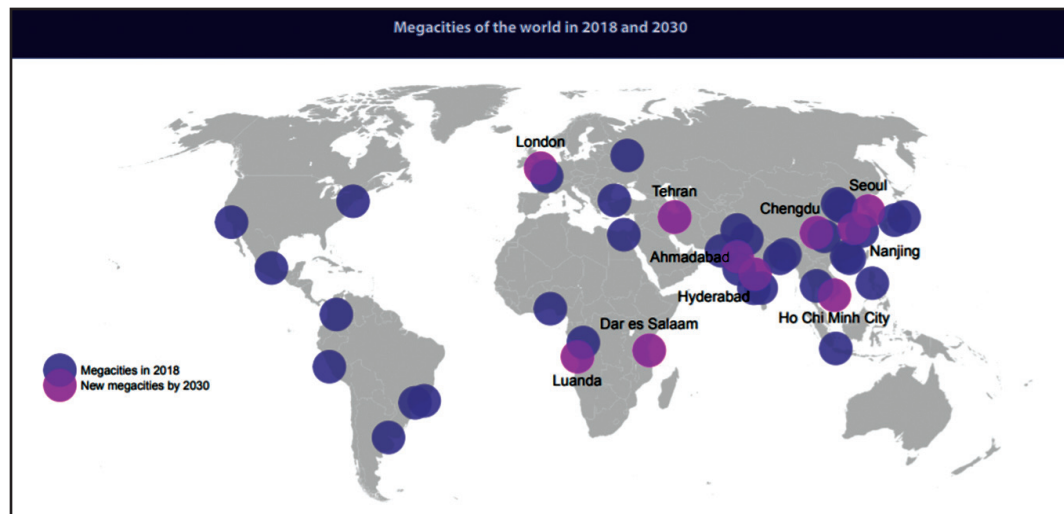 Megacities of the world in 2018 and 2030
London
Tehran
Seoul
Chengdu
Ahmadabad
Nanjing
Hyderabad
Ho Chi Minh City
Dar es Salaam
Luanda
Megacities in 2018
New megacities by 2030